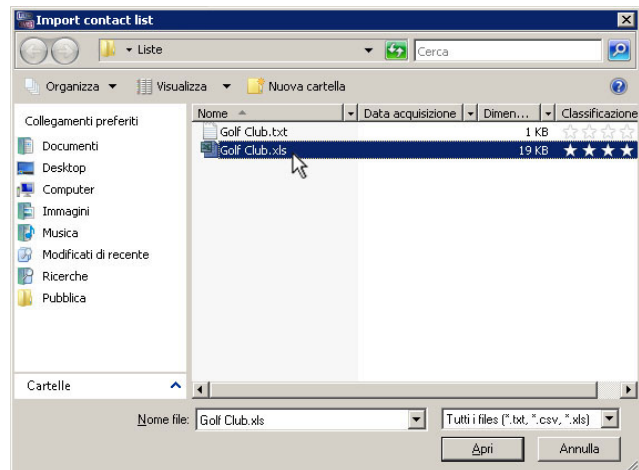 Import contact list
Liste
Cerca
Organizza Visualizza Nuova cartella
Collegamenti preferiti
Documenti
Desktop
Computer
Immagini
Musica
Modificati di recente
Ricerche
Pubblica
Cartelle
Nome Data acquisizione Dimen... Classificazione
Golf Club.txt 1 KB
Golf Club.xls 19 KB
Nome file: Golf Club.xls Tutti i files (*.txt, *.csv, *.xls)
Apri Annulla